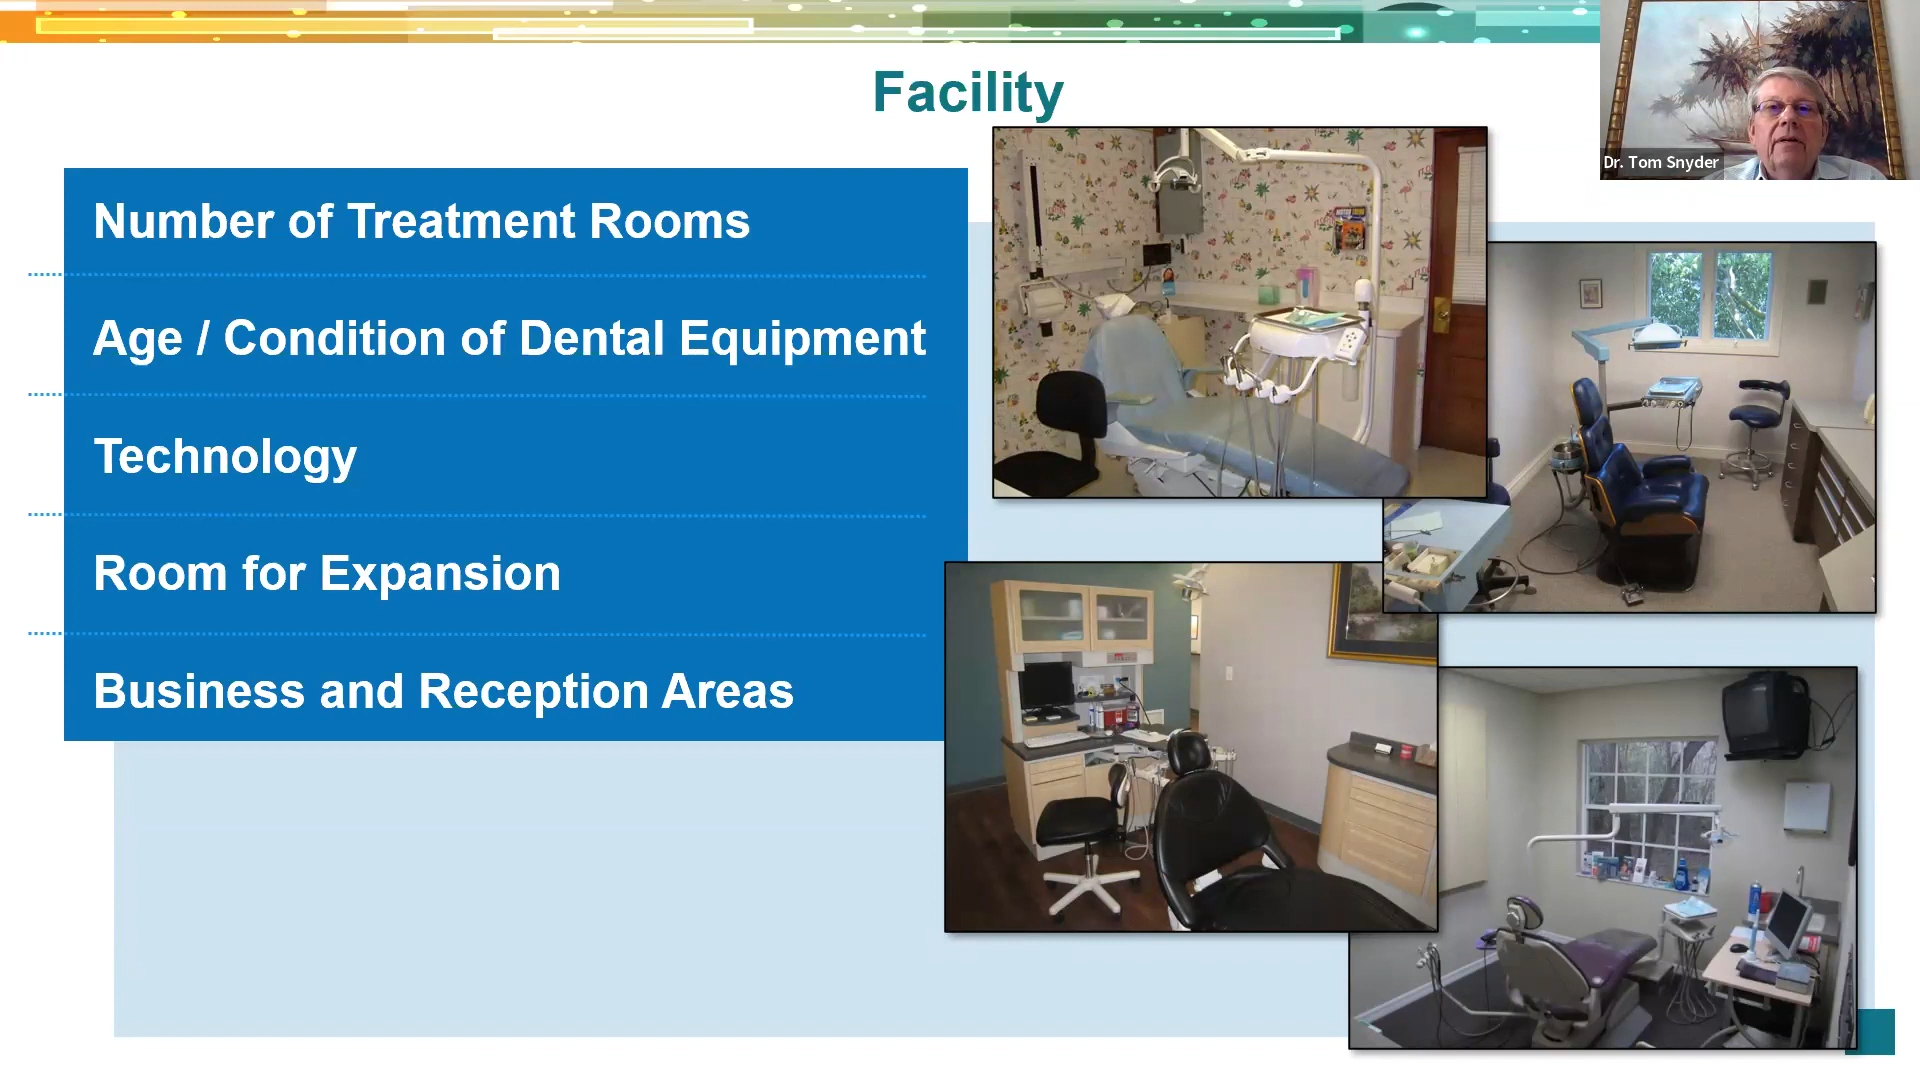 Facility
Dr. Tom Snyder
Number of Treatment Rooms
Age / Condition of Dental Equipment
Technology
Room for Expansion
Business and Reception Areas